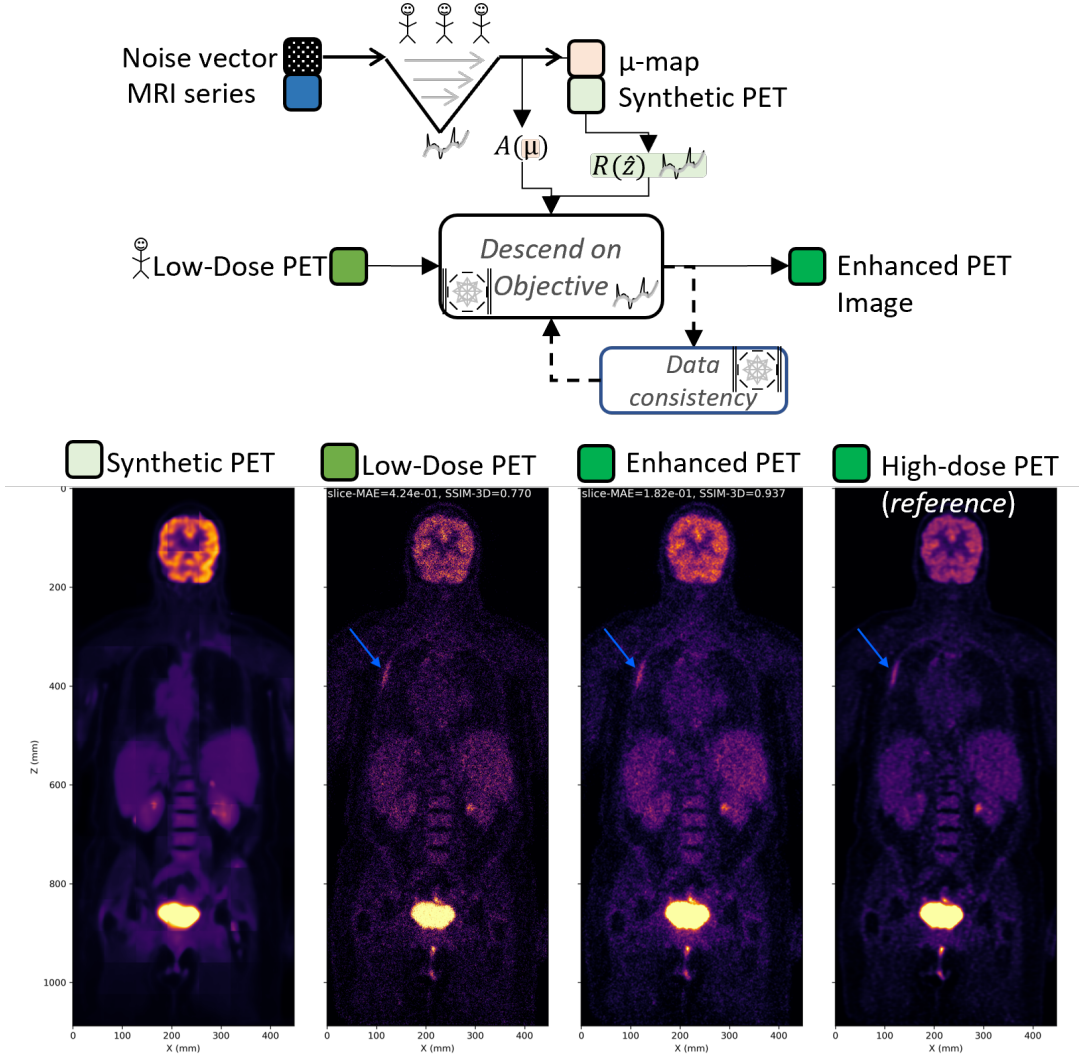 Noise vector
MRI series
μ-map
Synthetic PET
A(μ)
R(ẑ)
Low-Dose PET
Descend on
Objective
Enhanced PET
Image
Data
consistency
Synthetic PET
Low-Dose PET
Enhanced PET
High-dose PET
(reference)
slice-MAE=4.24e-01, SSIM-3D=0.770
slice-MAE=1.82e-01, SSIM-3D=0.937
0
200
400
600
800
1000
Z (mm)
0 100 200 300 400
0 100 200 300 400
0 100 200 300 400
0 100 200 300 400
X (mm)
X (mm)
X (mm)
X (mm)